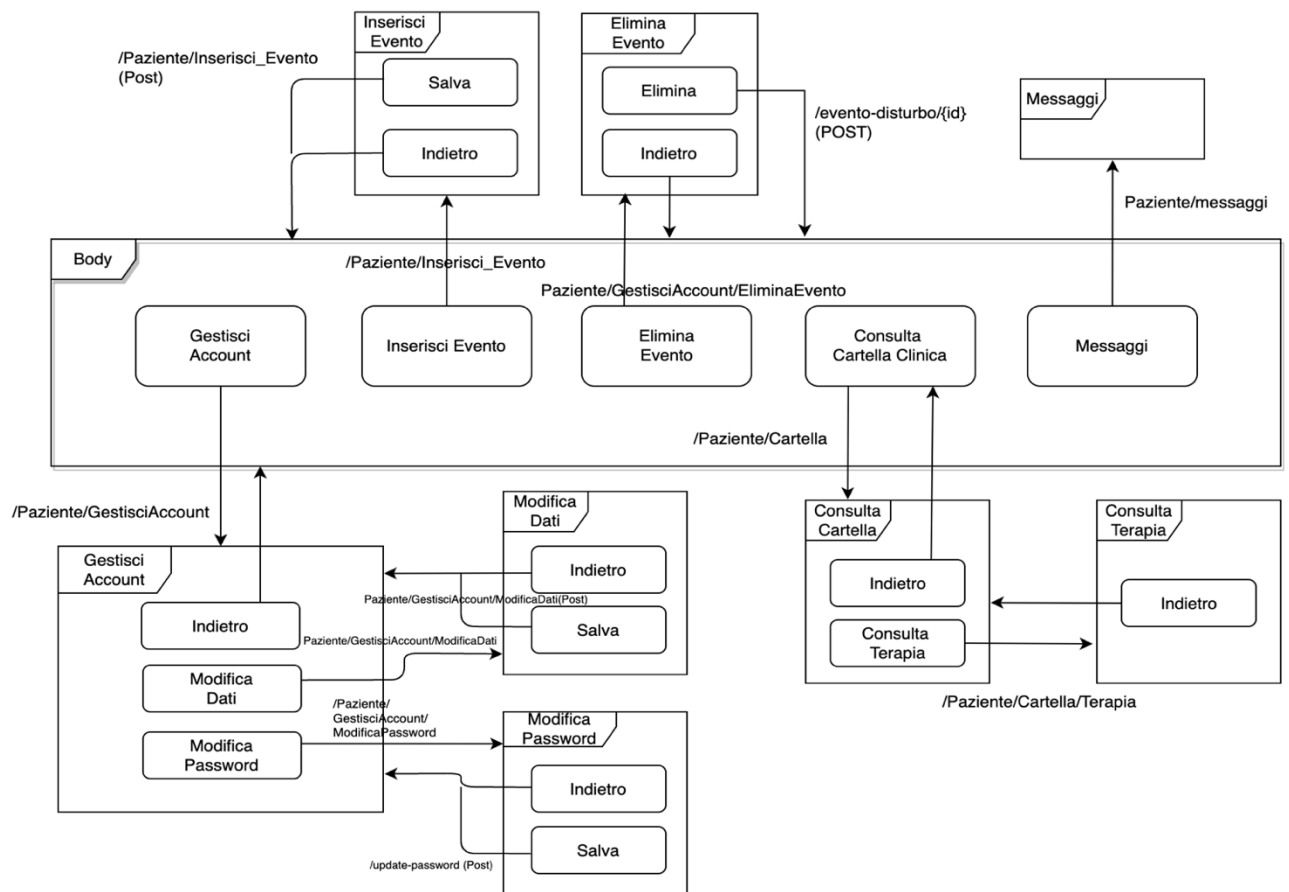 Inserisci
Evento
/Paziente/Inserisci_Evento
(Post)
Salva
Indietro
Elimina
Evento
Elimina
Indietro
/evento-disturbo/{id}
(POST)
Messaggi
Paziente/messaggi
Body
/Paziente/Inserisci_Evento
Paziente/GestisciAccount/EliminaEvento
Gestisci
Account
Inserisci Evento
Elimina
Evento
Consulta
Cartella Clinica
Messaggi
/Paziente/Cartella
/Paziente/GestisciAccount
Gestisci
Account
Indietro
Modifica
Dati
Modifica
Password
Modifica
Dati
Indietro
Paziente/GestisciAccount/ModificaDati(Post)
Salva
Paziente/GestisciAccount/ModificaDati
/Paziente/
GestisciAccount/
ModificaPassword
Modifica
Password
Indietro
Salva
/update-password (Post)
Consulta
Cartella
Indietro
Consulta
Terapia
Consulta
Terapia
Indietro
/Paziente/Cartella/Terapia